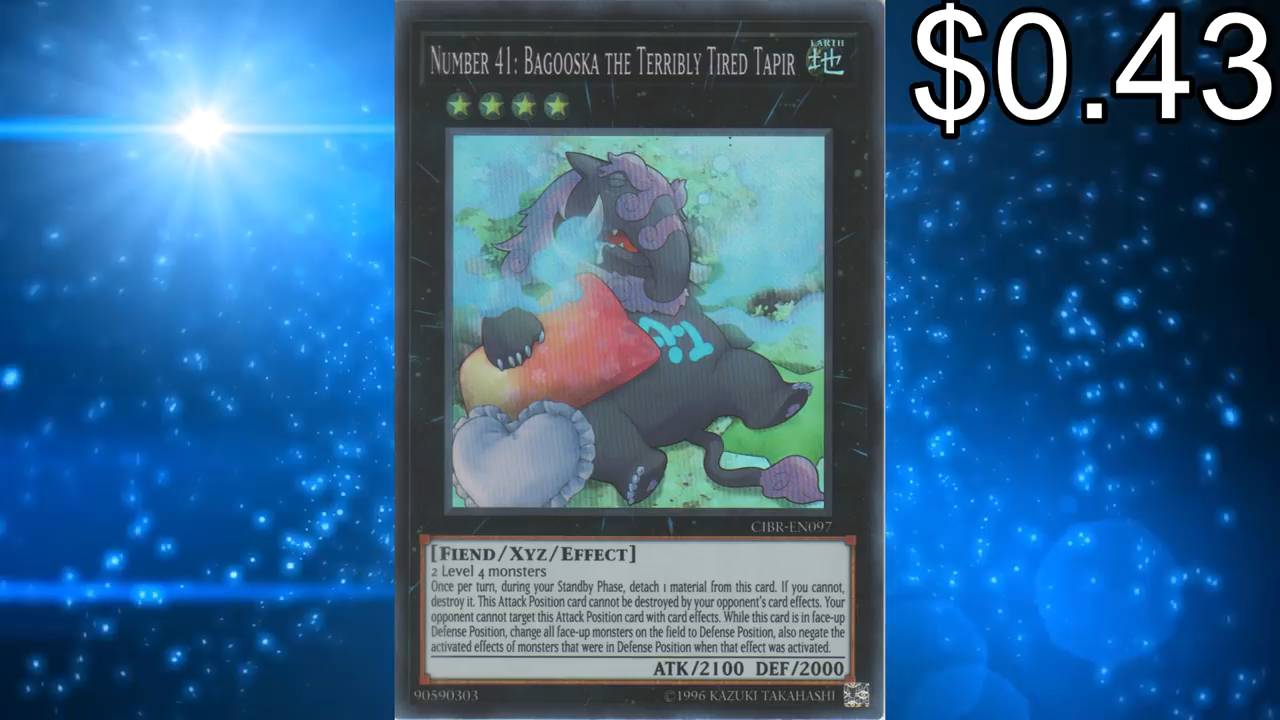 $0.43
NUMBER 41: BAGOOSKA THE TERRIBLY TIRED TAPIR
EARTH
地
41
CIBR-EN097
[FIEND/XYZ/EFFECT]
2 Level 4 monsters
Once per turn, during your Standby Phase, detach 1 material from this card. If you cannot,
destroy it. This Attack Position card cannot be destroyed by your opponent's card effects. Your
opponent cannot target this Attack Position card with card effects. While this card is in face-up
Defense Position, change all face-up monsters on the field to Defense Position, also negate the
activated effects of monsters that were in Defense Position when that effect was activated.
ATK/2100 DEF/2000
90590303
©1996 KAZUKI TAKAHASHI